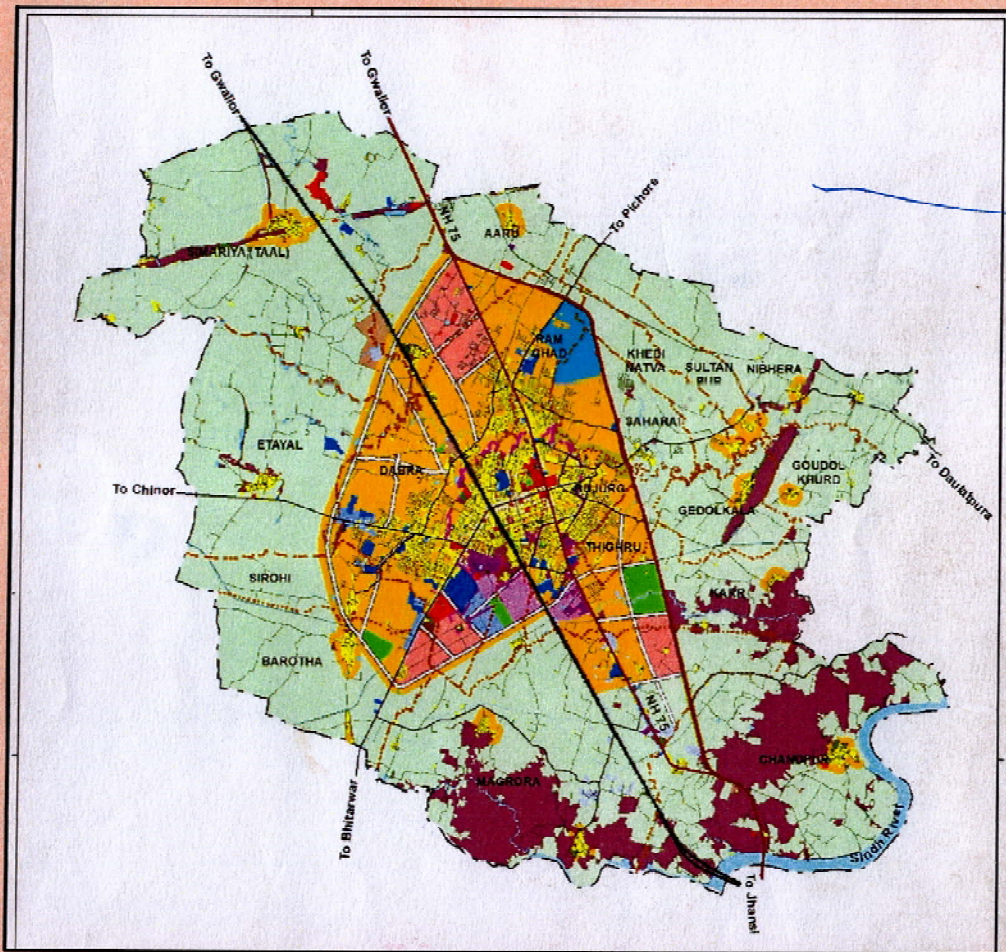 To Gwalior
To Gwalior
To Pichore
NH 75
AARU
SIMARIYA (TAAL)
RAM
GHAD
KHEDI
NATVA
SULTAN
PUR
NIBHERA
SAHARAI
ETAYAL
DABRA
To Daulatpura
GOUDOL
KHURD
To Chinor
BUJURG
GEDOLKALA
THIGHRU
SIROHI
BAROTHA
NH 75
CHANDPUR
MAGRORA
To Bhitarwar
Sindh River
To Jhansi